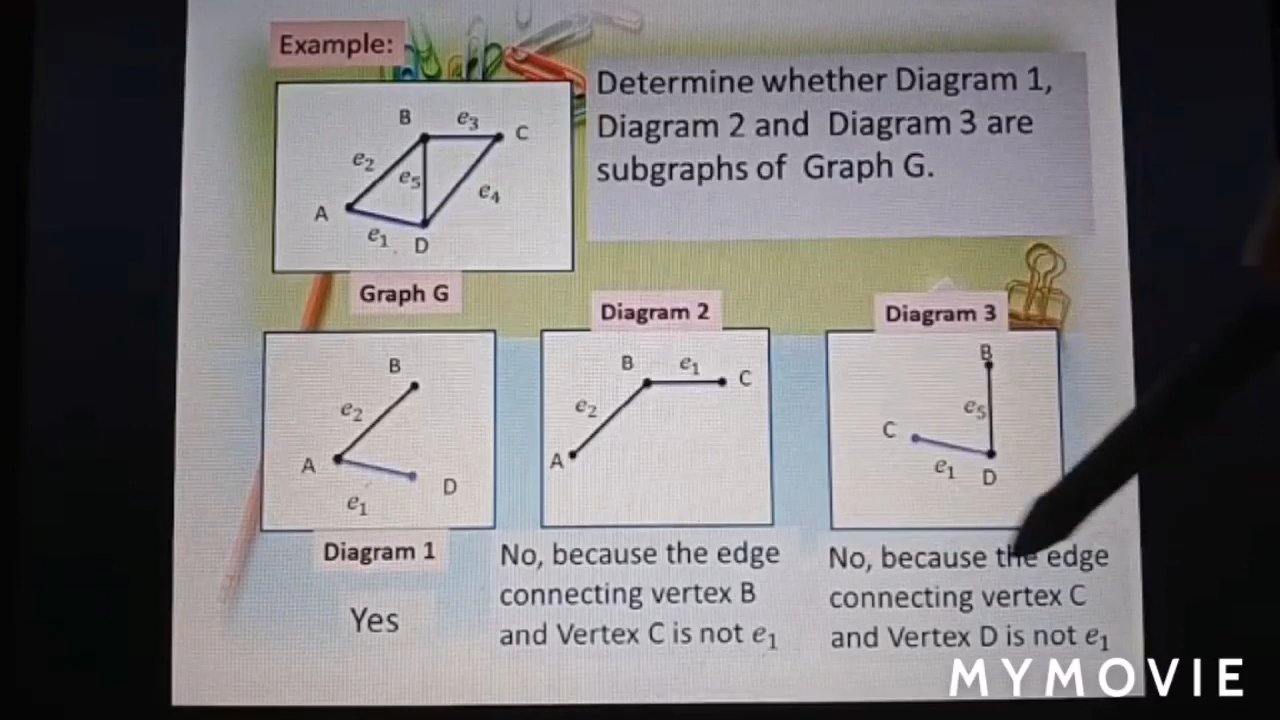 Example:
Determine whether Diagram 1,
Diagram 2 and Diagram 3 are
subgraphs of Graph G.
B
e₃
C
e₂
e₅
e₄
A
e₁
D
Graph G
Diagram 2
Diagram 3
B
e₂
A
D
e₁
B
e₁
C
e₂
A
B
e₅
C
e₁
D
Diagram 1
Yes
No, because the edge
connecting vertex B
and Vertex C is not e₁
No, because the edge
connecting vertex C
and Vertex D is not e₁
MYMOVIE